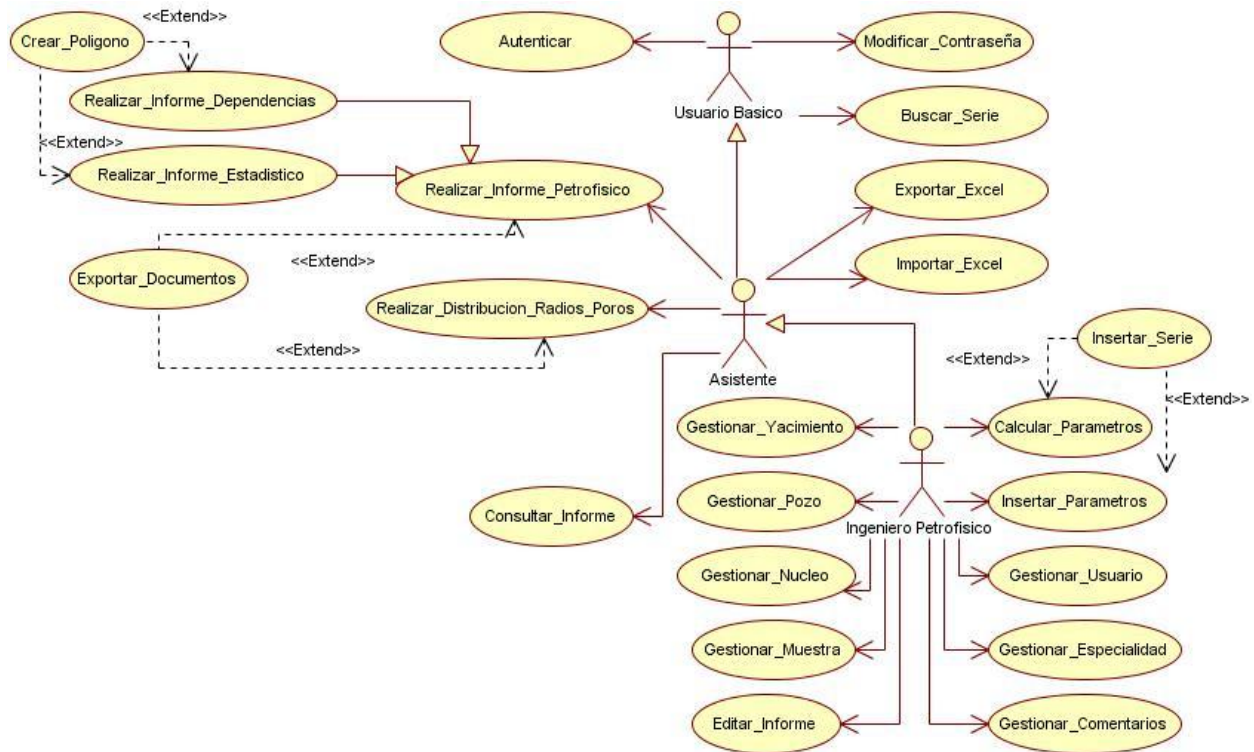 <<Extend>>
Crear_Poligono
Autenticar
Modificar_Contraseña
Realizar_Informe_Dependencias
Usuario Basico
Buscar_Serie
<<Extend>>
Realizar_Informe_Estadistico
Realizar_Informe_Petrofisico
Exportar_Excel
<<Extend>>
Importar_Excel
Exportar_Documentos
Realizar_Distribucion_Radios_Poros
<<Extend>>
Asistente
Insertar_Serie
<<Extend>>
<<Extend>>
Gestionar_Yacimiento
Calcular_Parametros
Gestionar_Pozo
Insertar_Parametros
Consultar_Informe
Ingeniero Petrofisico
Gestionar_Nucleo
Gestionar_Usuario
Gestionar_Muestra
Gestionar_Especialidad
Editar_Informe
Gestionar_Comentarios